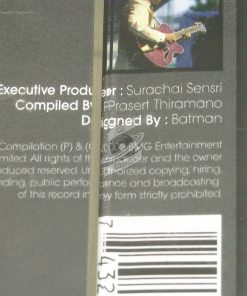 Executive Producer : Surachai Sensri
Compiled By : Prasert Thiramano
Designed By : Batman
Compilation (P) & (C) BMG Entertainment
imited. All rights of the producer and the owner
oduced reserved. Unauthorized copying, hiring,
nding, public performance and broadcasting
of this record in any form strictly prohibited.
7 432